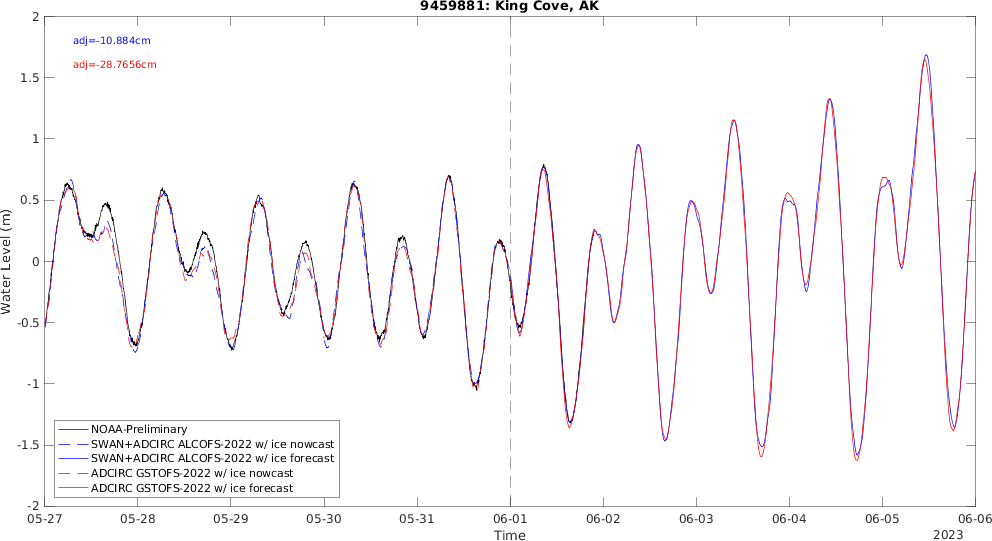 9459881: King Cove, AK
adj=-10.884cm
adj=-28.7656cm
Water Level (m)
2
1.5
1
0.5
0
-0.5
-1
-1.5
-2
NOAA-Preliminary
SWAN+ADCIRC ALCOFS-2022 w/ ice nowcast
SWAN+ADCIRC ALCOFS-2022 w/ ice forecast
ADCIRC GSTOFS-2022 w/ ice nowcast
ADCIRC GSTOFS-2022 w/ ice forecast
05-27 05-28 05-29 05-30 05-31 06-01 06-02 06-03 06-04 06-05 06-06
Time
2023